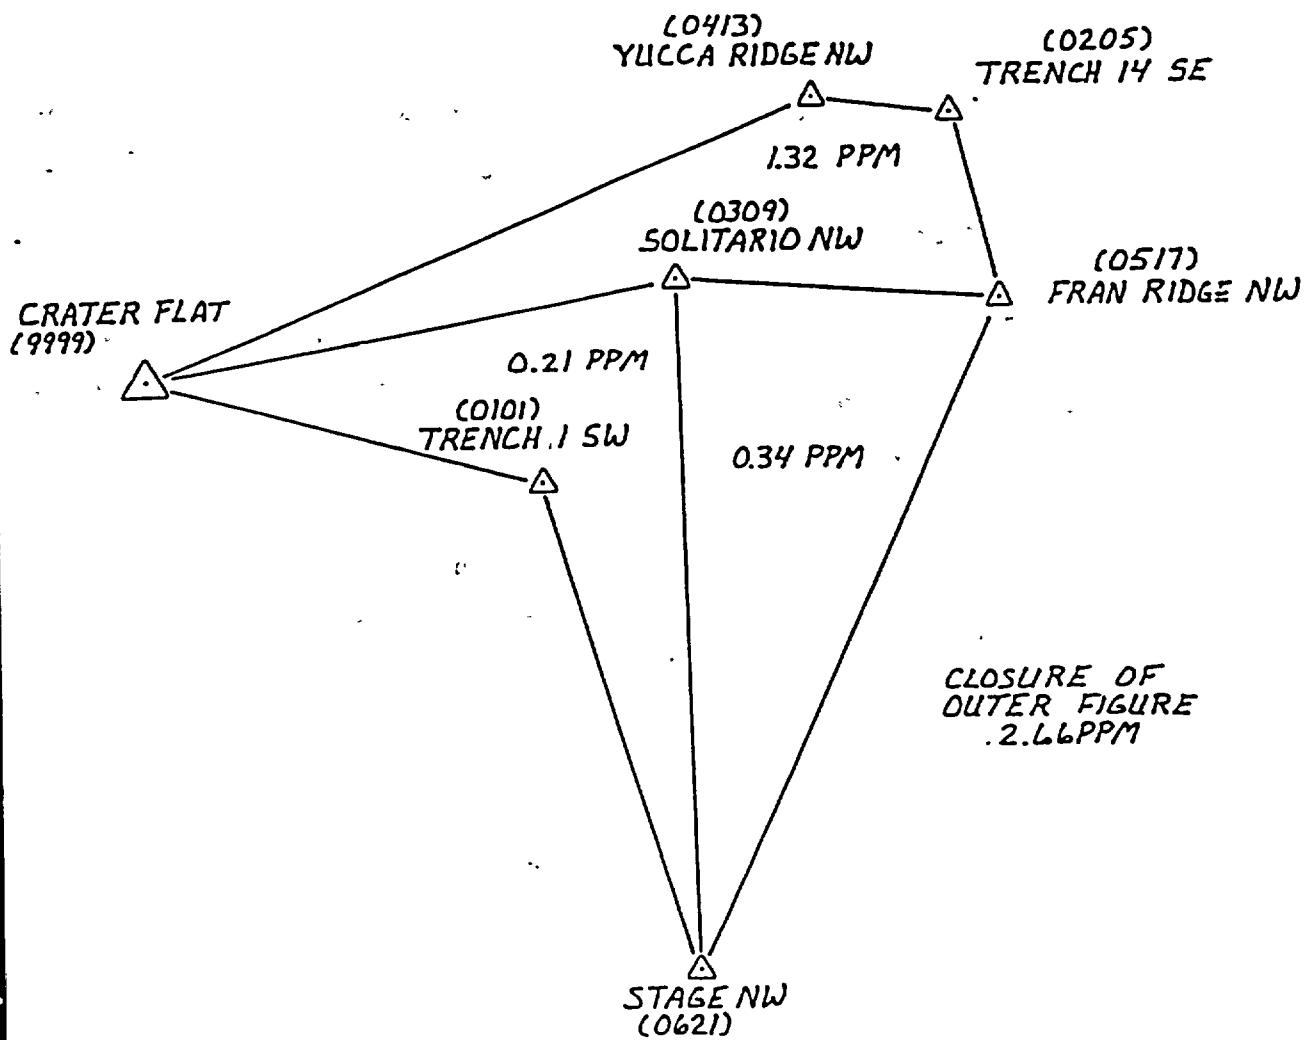 (0413)
YUCCA RIDGE NW
(0205)
TRENCH 14 SE
1.32 PPM
(0309)
SOLITARIO NW
(0517)
FRAN RIDGE NW
CRATER FLAT
(9999)
0.21 PPM
(0101)
TRENCH 1 SW
0.34 PPM
CLOSURE OF
OUTER FIGURE
2.66 PPM
STAGE NW
(0621)